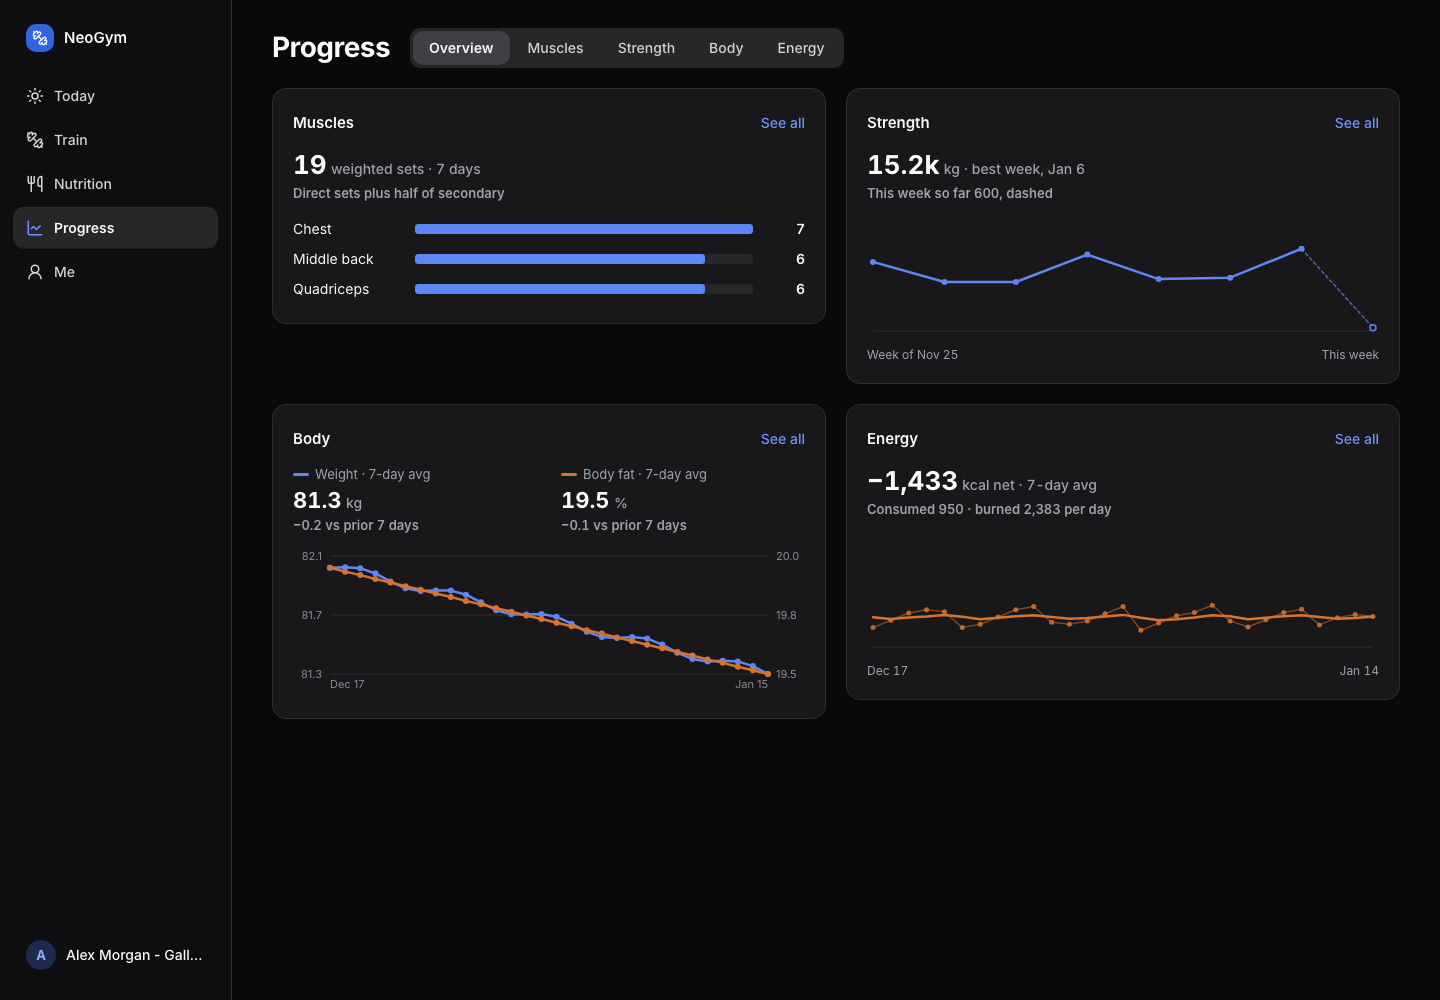 NeoGym
Today
Train
Nutrition
Progress
Me
Alex Morgan - Gall...
A
Progress
Overview
Muscles
Strength
Body
Energy
Muscles
See all
19 weighted sets · 7 days
Direct sets plus half of secondary
Chest 7
Middle back 6
Quadriceps 6
Strength
See all
15.2k kg · best week, Jan 6
This week so far 600, dashed
Week of Nov 25
This week
Body
See all
Weight · 7-day avg
81.3 kg
−0.2 vs prior 7 days
Body fat · 7-day avg
19.5 %
−0.1 vs prior 7 days
82.1
20.0
81.7
19.8
81.3
19.5
Dec 17
Jan 15
Energy
See all
−1,433 kcal net · 7-day avg
Consumed 950 · burned 2,383 per day
Dec 17
Jan 14